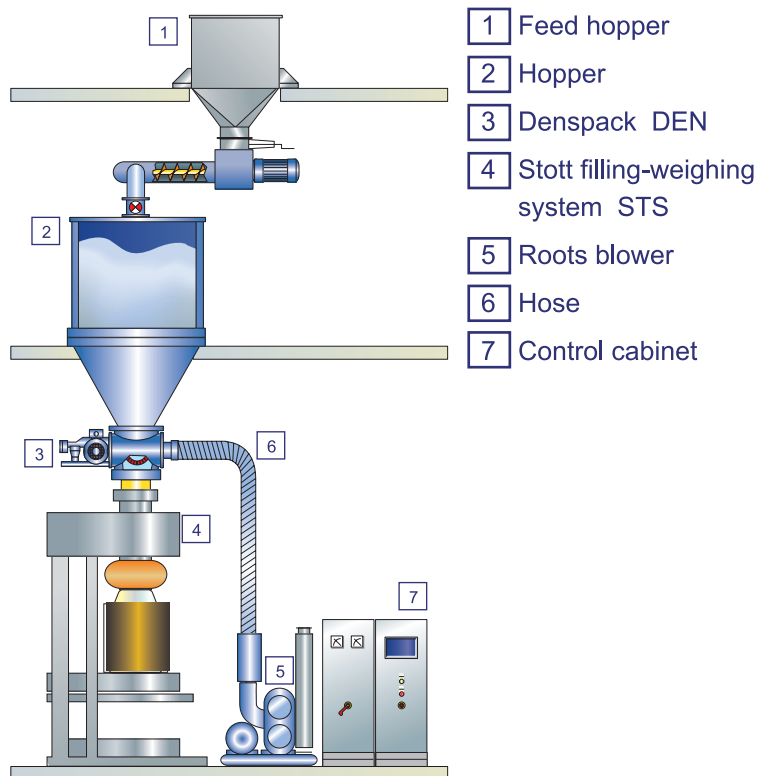 1
1 Feed hopper
2 Hopper
3 Denspack DEN
4 Stott filling-weighing
system STS
5 Roots blower
6 Hose
7 Control cabinet
2
3
6
4
7
5